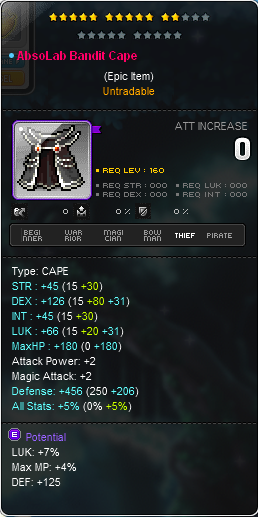 AbsoLab Bandit Cape
(Epic Item)
Untradable
ATT INCREASE
0
REQ LEV : 160
REQ STR : 000 REQ LUK : 000
REQ DEX : 000 REQ INT : 000
0 0 % 0 %
BEGINNER WARRIOR MAGICIAN BOWMAN THIEF PIRATE
Type: CAPE
STR : +45 (15 +30)
DEX : +126 (15 +80 +31)
INT : +45 (15 +30)
LUK : +66 (15 +20 +31)
MaxHP : +180 (0 +180)
Attack Power: +2
Magic Attack: +2
Defense: +456 (250 +206)
All Stats: +5% (0% +5%)
E Potential
LUK: +7%
Max MP: +4%
DEF: +125